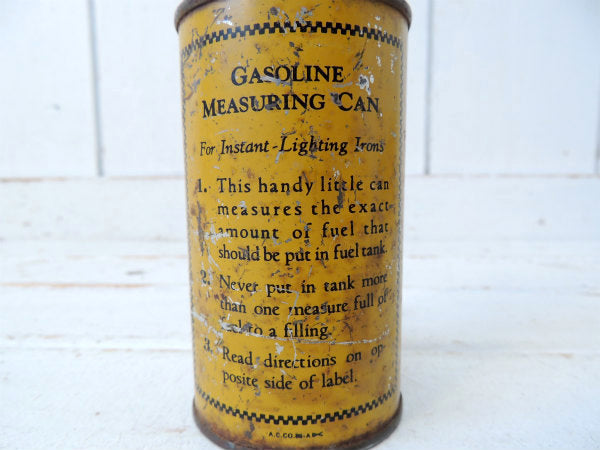 GASOLINE
MEASURING CAN
For Instant-Lighting Irons
1. This handy little can
measures the exact
amount of fuel that
should be put in fuel tank.
2. Never put in tank more
than one measure full of
to a filling.
3. Read directions on op-
posite side of label.
A.C.CO.